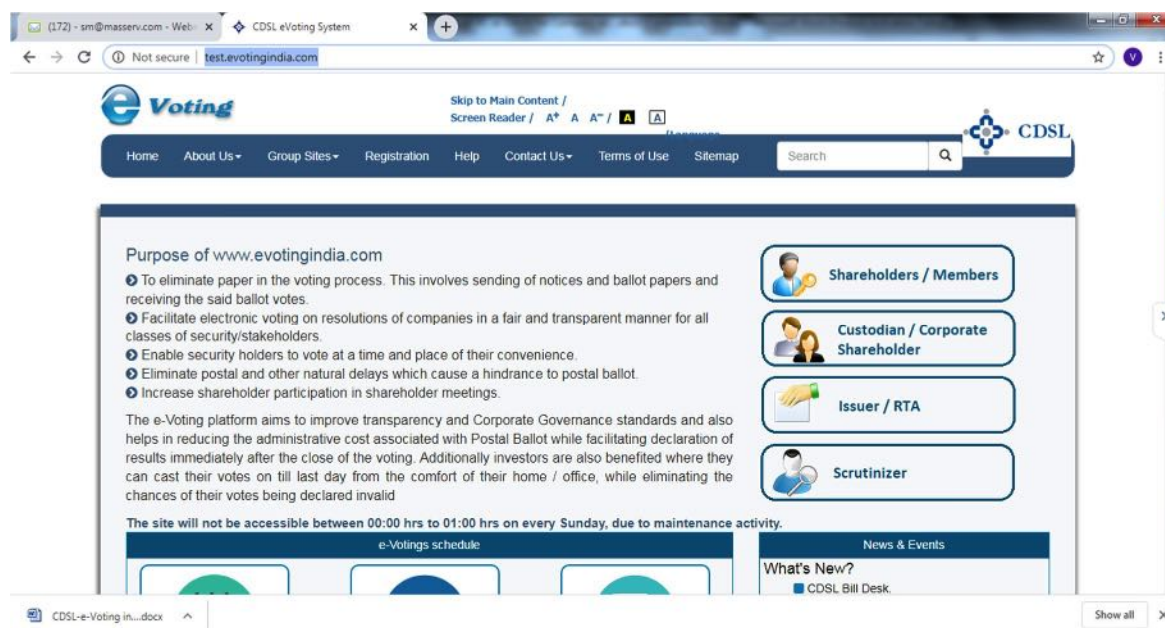 (172) - sm@masserv.com - Web
CDSL eVoting System
Not secure | test.evotingindia.com
V
e Voting
Skip to Main Content /
Screen Reader / A+ A A- / A A
CDSL
Home About Us Group Sites Registration Help Contact Us Terms of Use Sitemap Search
Purpose of www.evotingindia.com
To eliminate paper in the voting process. This involves sending of notices and ballot papers and
receiving the said ballot votes.
Facilitate electronic voting on resolutions of companies in a fair and transparent manner for all
classes of security/stakeholders.
Enable security holders to vote at a time and place of their convenience.
Eliminate postal and other natural delays which cause a hindrance to postal ballot.
Increase shareholder participation in shareholder meetings.
The e-Voting platform aims to improve transparency and Corporate Governance standards and also
helps in reducing the administrative cost associated with Postal Ballot while facilitating declaration of
results immediately after the close of the voting. Additionally investors are also benefited where they
can cast their votes on till last day from the comfort of their home / office, while eliminating the
chances of their votes being declared invalid
Shareholders / Members
Custodian / Corporate
Shareholder
Issuer / RTA
Scrutinizer
The site will not be accessible between 00:00 hrs to 01:00 hrs on every Sunday, due to maintenance activity.
e-Votings schedule
News & Events
What's New?
CDSL Bill Desk.
CDSL-e-Voting in....docx
Show all